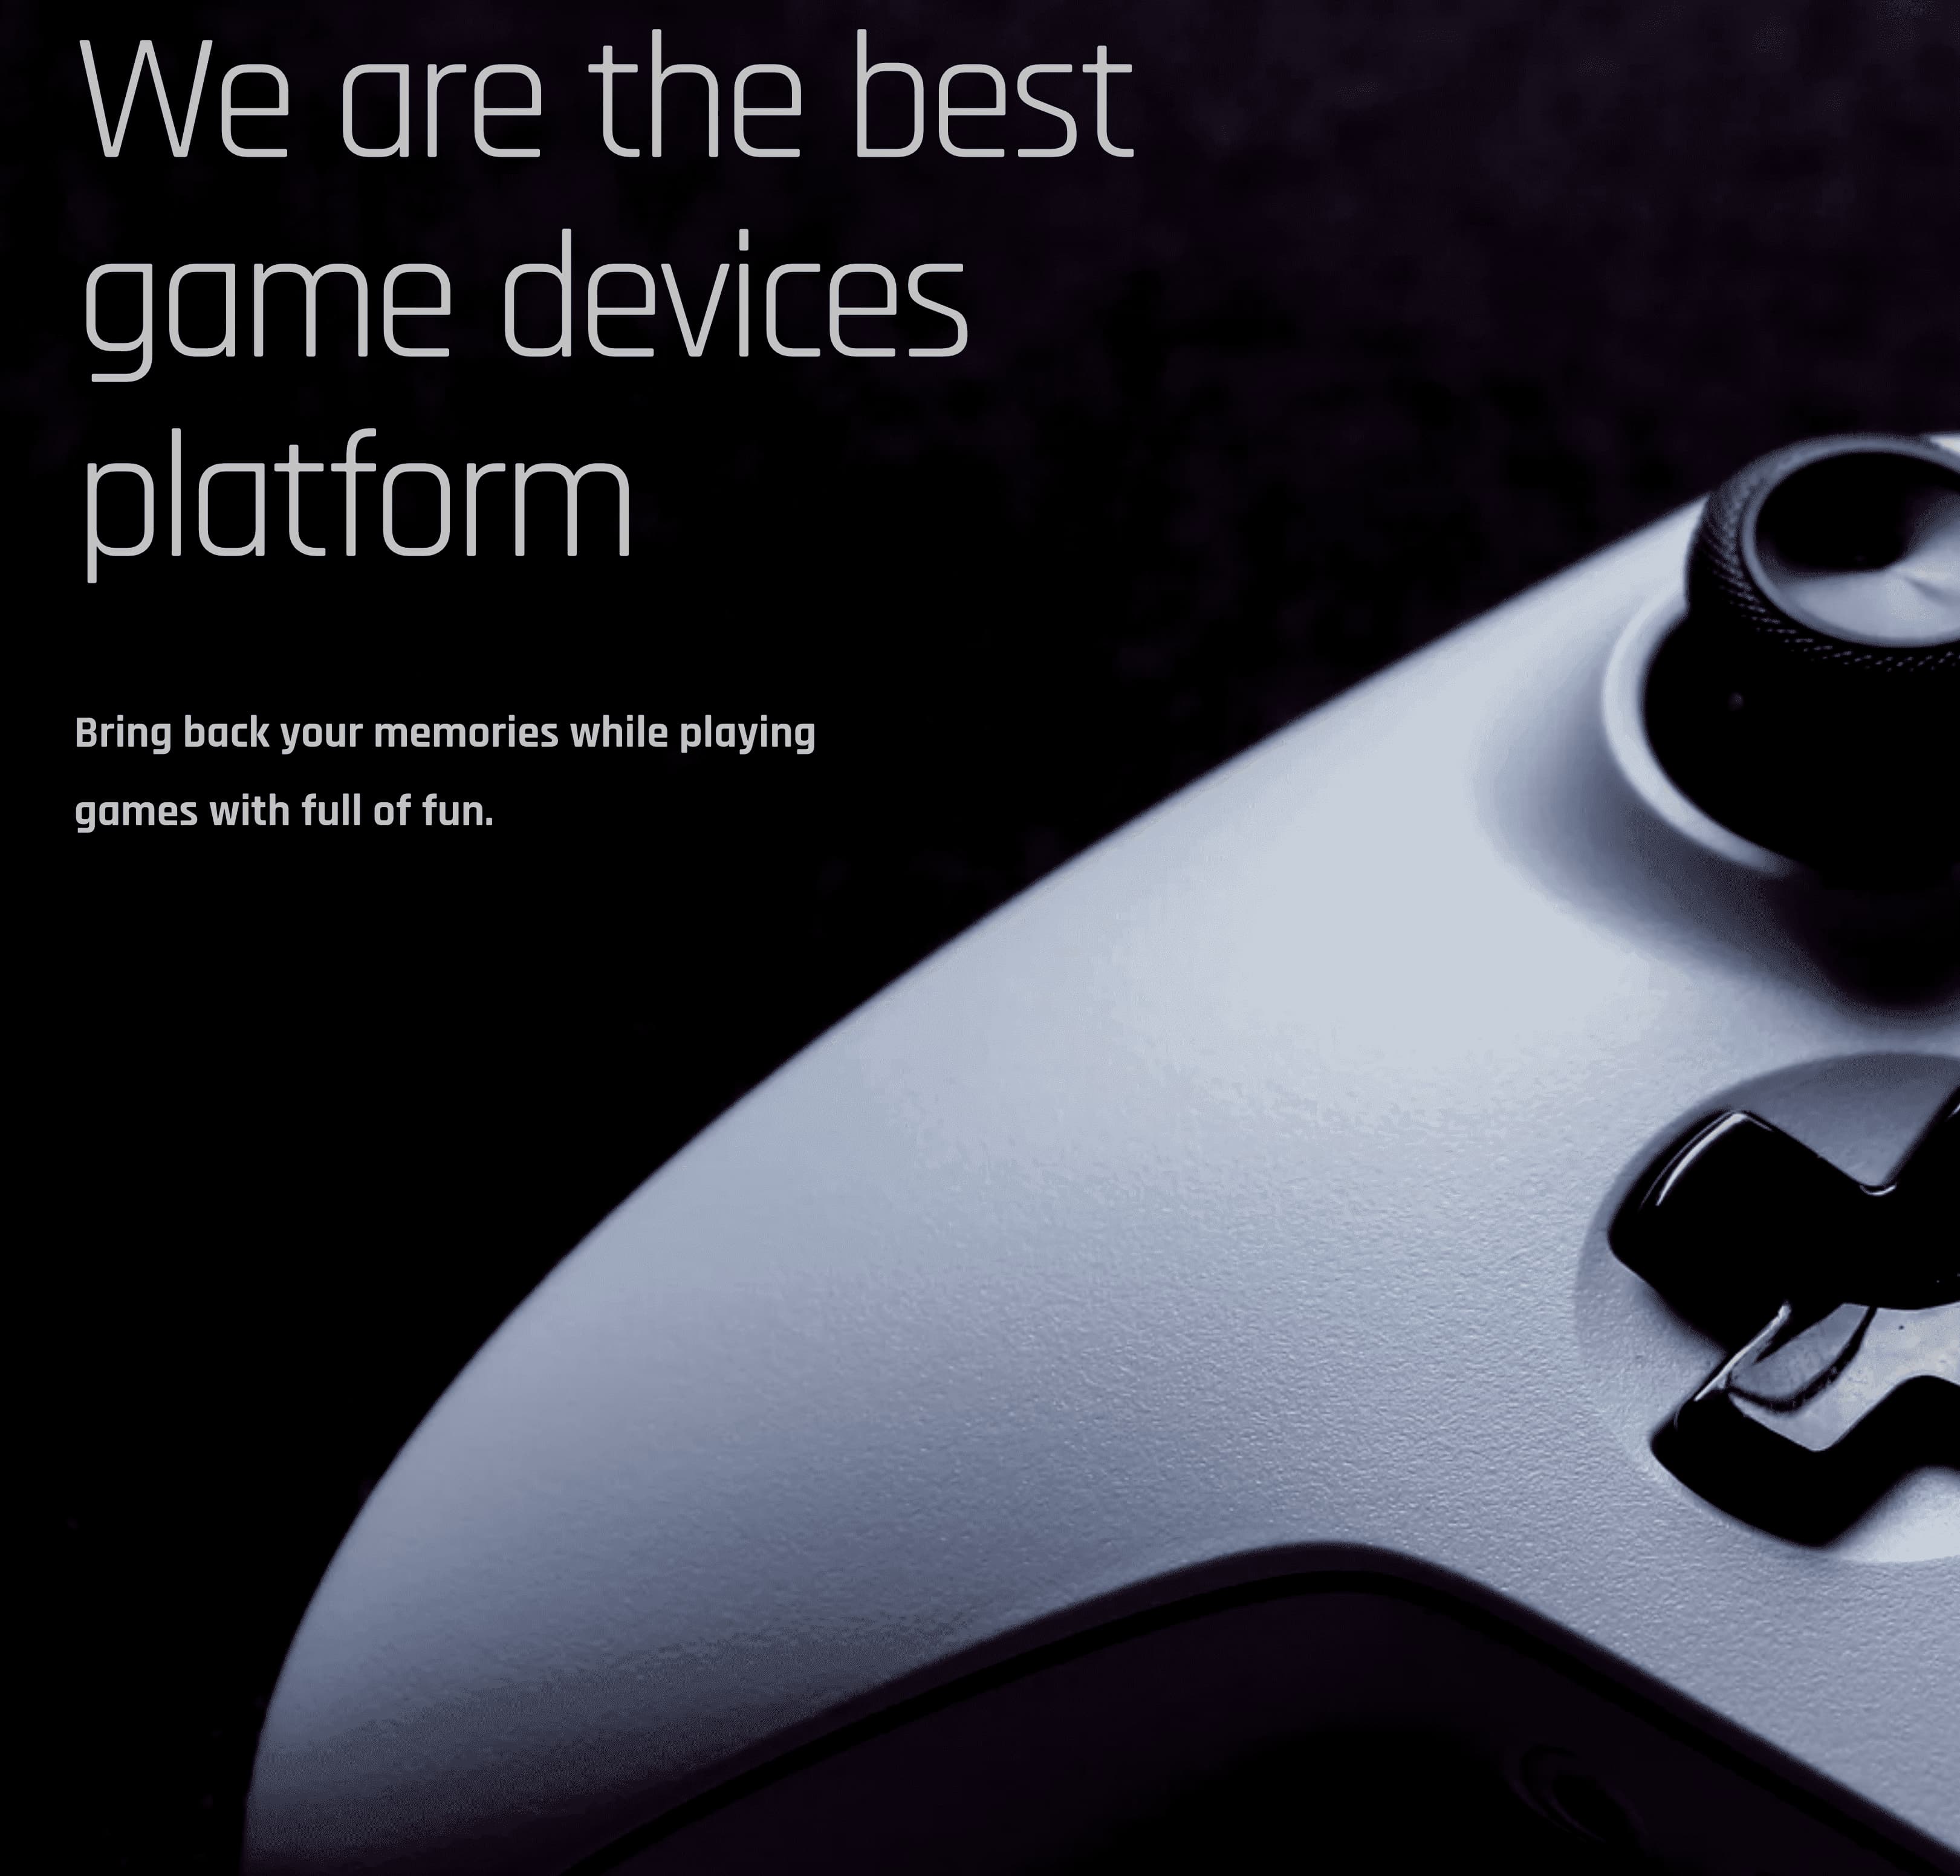 We are the best
game devices
platform
Bring back your memories while playing
games with full of fun.